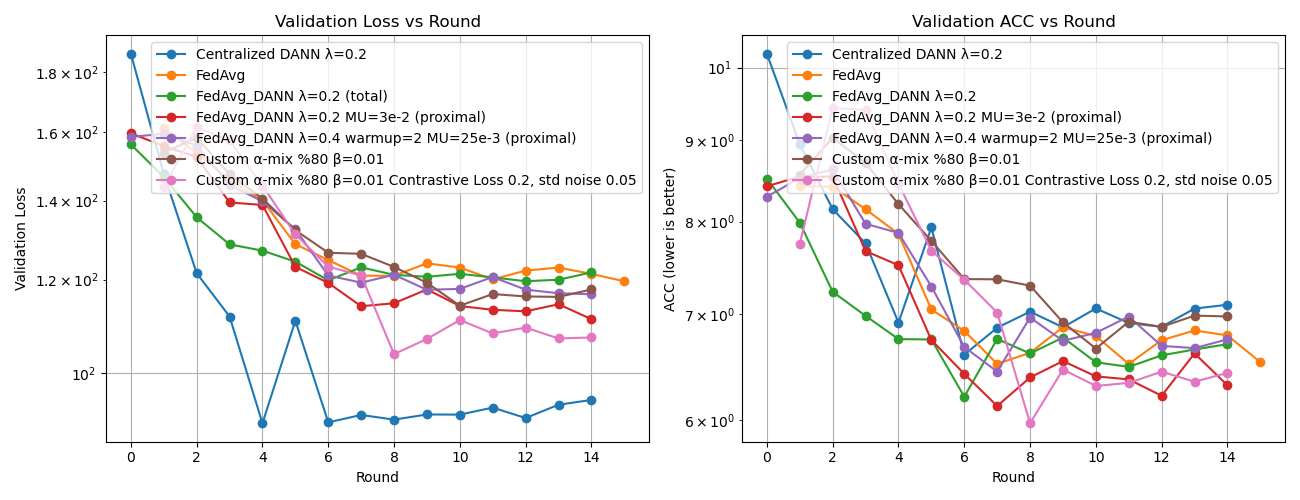 Validation Loss vs Round
Validation Loss
1.8 × 10²
1.6 × 10²
1.4 × 10²
1.2 × 10²
10²
Centralized DANN λ=0.2
FedAvg
FedAvg_DANN λ=0.2 (total)
FedAvg_DANN λ=0.2 MU=3e-2 (proximal)
FedAvg_DANN λ=0.4 warmup=2 MU=25e-3 (proximal)
Custom α-mix %80 β=0.01
Custom α-mix %80 β=0.01 Contrastive Loss 0.2, std noise 0.05
0 2 4 6 8 10 12 14
Round
Validation ACC vs Round
ACC (lower is better)
10¹
9 × 10⁰
8 × 10⁰
7 × 10⁰
6 × 10⁰
Centralized DANN λ=0.2
FedAvg
FedAvg_DANN λ=0.2
FedAvg_DANN λ=0.2 MU=3e-2 (proximal)
FedAvg_DANN λ=0.4 warmup=2 MU=25e-3 (proximal)
Custom α-mix %80 β=0.01
Custom α-mix %80 β=0.01 Contrastive Loss 0.2, std noise 0.05
0 2 4 6 8 10 12 14
Round